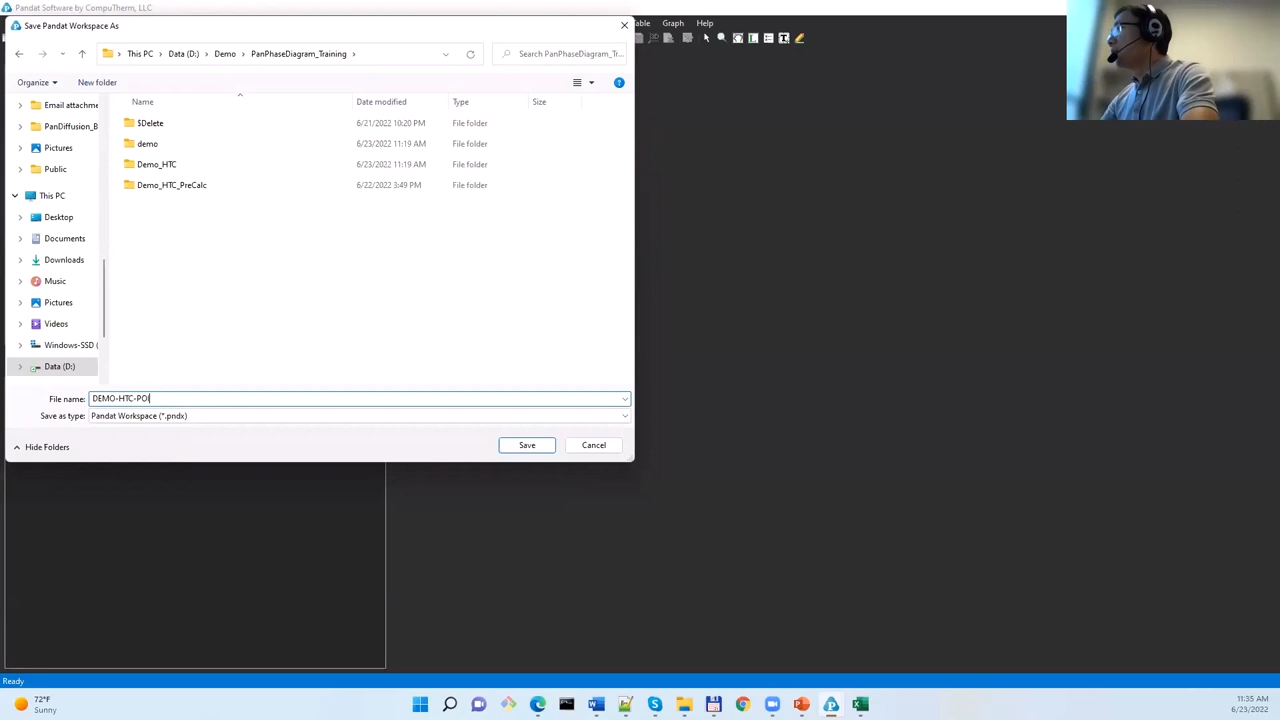 Pandat Software by CompuTherm, LLC
Save Pandat Workspace As
Table Graph Help
This PC Data (D:) Demo PanPhaseDiagram_Training
Search PanPhaseDiagram_Tr...
Organize New folder
Name Date modified Type Size
Email attachme
PanDiffusion_B
Pictures
Public
This PC
Desktop
Documents
Downloads
Music
Pictures
Videos
Windows-SSD (
Data (D:)
$Delete 6/21/2022 10:20 PM File folder
demo 6/23/2022 11:19 AM File folder
Demo_HTC 6/23/2022 11:19 AM File folder
Demo_HTC_PreCalc 6/22/2022 3:49 PM File folder
File name: DEMO-HTC-POI
Save as type: Pandat Workspace (*.pndx)
Hide Folders Save Cancel
Ready
72°F
Sunny
11:35 AM
6/23/2022